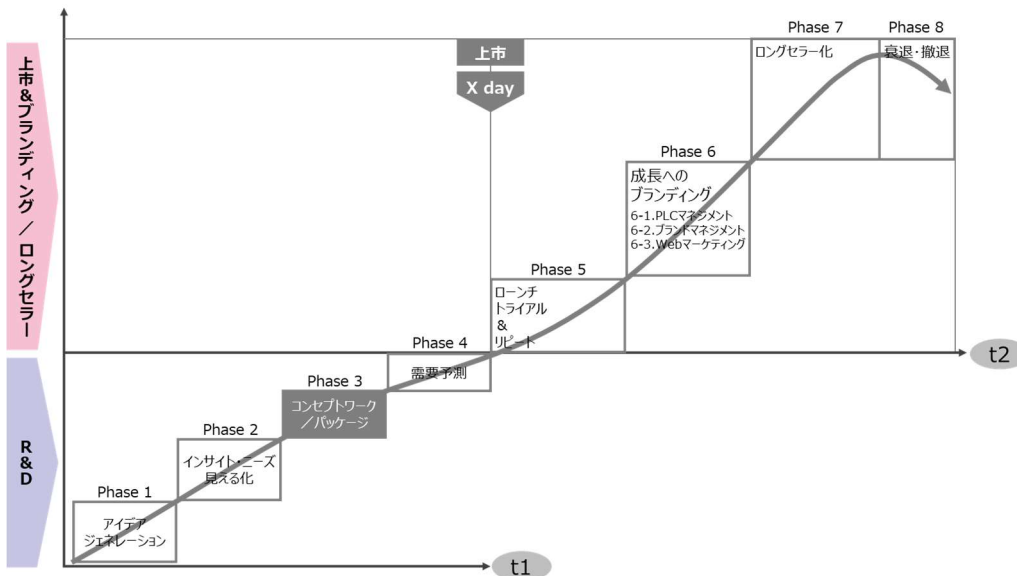 上市&ブランディング / ロングセラー
R&D
Phase 1
アイデア
ジェネレーション
Phase 2
インサイト・ニーズ
見える化
Phase 3
コンセプトワーク
/パッケージ
Phase 4
需要予測
上市
X day
Phase 5
ローンチ
トライアル
&
リピート
Phase 6
成長への
ブランディング
6-1.PLCマネジメント
6-2.ブランドマネジメント
6-3.Webマーケティング
Phase 7
ロングセラー化
Phase 8
衰退・撤退
t2
t1